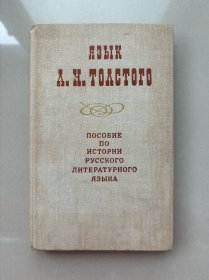 ЯЗЫК
Л. Н. ТОЛСТОГО
ПОСОБИЕ
ПО
ИСТОРИИ
РУССКОГО
ЛИТЕРАТУРНОГО
ЯЗЫКА